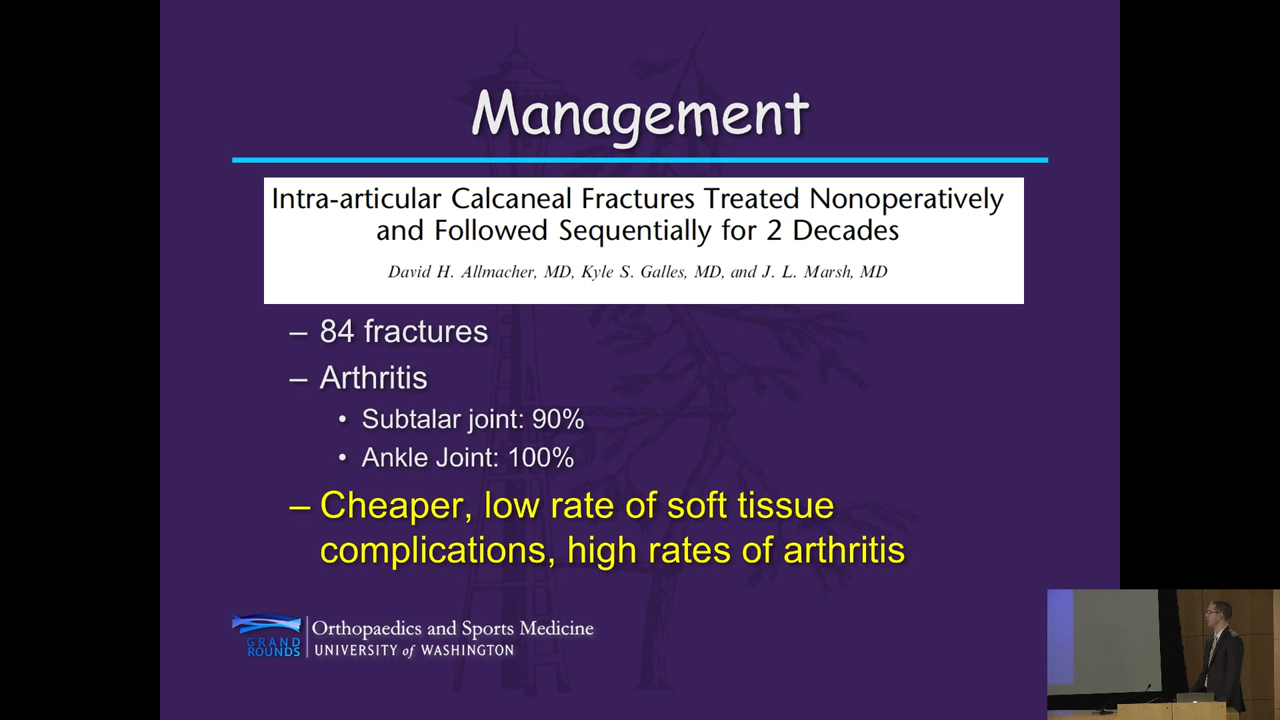 Management
Intra-articular Calcaneal Fractures Treated Nonoperatively
and Followed Sequentially for 2 Decades
David H. Allmacher, MD, Kyle S. Galles, MD, and J. L. Marsh, MD
– 84 fractures
– Arthritis
• Subtalar joint: 90%
• Ankle Joint: 100%
– Cheaper, low rate of soft tissue
complications, high rates of arthritis
GRAND
ROUNDS
Orthopaedics and Sports Medicine
UNIVERSITY of WASHINGTON